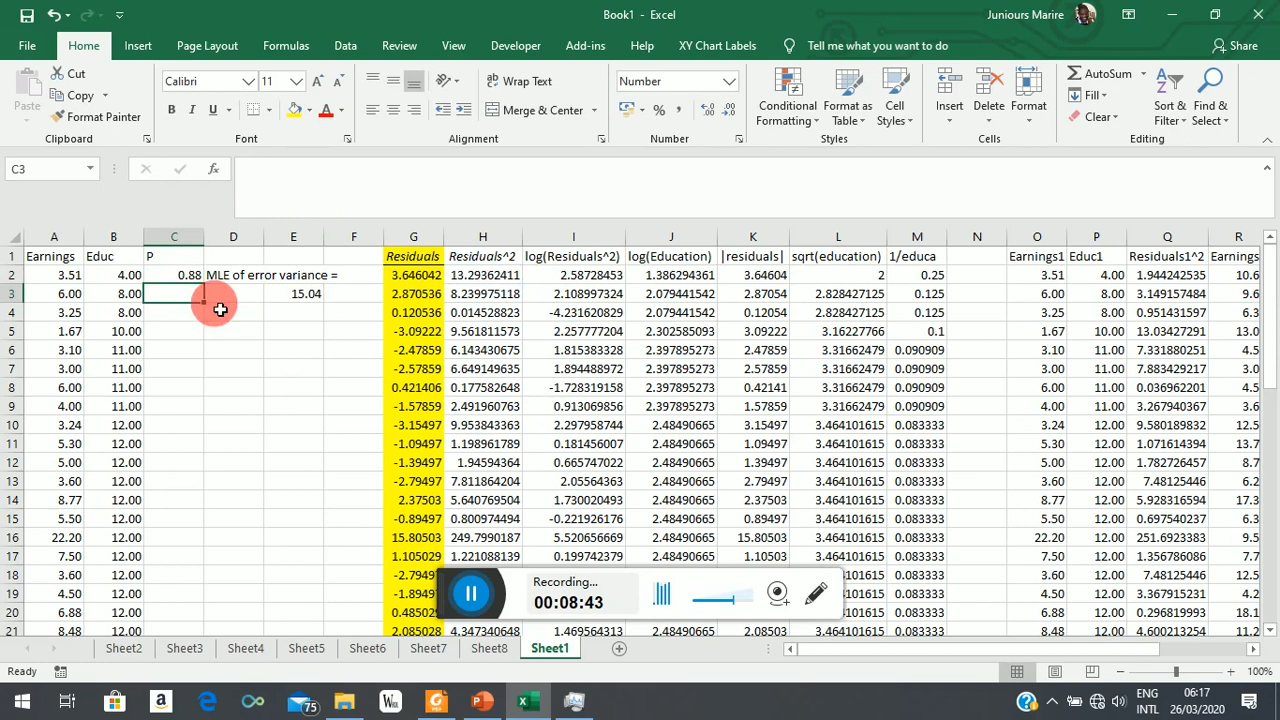 Book1 - Excel
Juniours Marire
File Home Insert Page Layout Formulas Data Review View Developer Add-ins Help XY Chart Labels Tell me what you want to do Share
Paste Cut Copy Format Painter Clipboard
Calibri 11 B I U A Font
Wrap Text Merge & Center Alignment
Number % Number
Conditional Formatting Format as Table Cell Styles Styles
Insert Delete Format Cells
AutoSum Fill Clear Sort & Filter Find & Select Editing
C3 fx
A B C D E F G H I J K L M N O P Q R
1 Earnings Educ P Residuals Residuals^2 log(Residuals^2) log(Education) |residuals| sqrt(education) 1/educa Earnings1 Educ1 Residuals1^2 Earnings
2 3.51 4.00 0.88 MLE of error variance = 3.646042 13.29362411 2.58728453 1.386294361 3.64604 2 0.25 3.51 4.00 1.944242535 10.6
3 6.00 8.00 15.04 2.870536 8.239975118 2.108997324 2.079441542 2.87054 2.828427125 0.125 6.00 8.00 3.149157484 9.6
4 3.25 8.00 0.120536 0.014528823 -4.231620519 2.079441542 0.12054 2.828427125 0.125 3.25 8.00 0.951431597 6.3
5 1.67 10.00 -3.09222 9.561811573 2.257777204 2.302585093 3.09222 3.16227766 0.1 1.67 10.00 13.03427291 13.0
6 3.10 11.00 -2.47859 6.143430675 1.815383328 2.397895273 2.47859 3.31662479 0.090909 3.10 11.00 7.331880251 4.5
7 3.00 11.00 -2.57859 6.649149635 1.894488972 2.397895273 2.57859 3.31662479 0.090909 3.00 11.00 7.883429217 3.0
8 6.00 11.00 0.421406 0.177582648 -1.728319158 2.397895273 0.42141 3.31662479 0.090909 6.00 11.00 0.036962201 4.5
9 4.00 11.00 -1.57859 2.491960763 0.913069856 2.397895273 1.57859 3.31662479 0.090909 4.00 11.00 3.267940367 3.6
10 3.24 12.00 -3.15497 9.953843363 2.297958744 2.48490665 3.15497 3.464101615 0.083333 3.24 12.00 9.580189832 12.5
11 5.30 12.00 -1.09497 1.198961789 0.181456007 2.48490665 1.09497 3.464101615 0.083333 5.30 12.00 1.071614394 13.7
12 5.00 12.00 -1.39497 1.94594364 0.665747022 2.48490665 1.39497 3.464101615 0.083333 5.00 12.00 1.782726457 8.7
13 3.60 12.00 -2.79497 7.811864204 2.05564363 2.48490665 2.79497 3.464101615 0.083333 3.60 12.00 7.48125446 12.5
14 8.77 12.00 2.37503 5.640769504 1.730020493 2.48490665 2.37503 3.464101615 0.083333 8.77 12.00 5.928316594 17.3
15 5.50 12.00 -0.89497 0.800974494 -0.221926176 2.48490665 0.89497 3.464101615 0.083333 5.50 12.00 0.697540237 6.3
16 22.20 12.00 15.80503 249.7990187 5.520656669 2.48490665 15.80503 3.464101615 0.083333 22.20 12.00 251.6923383 9.5
17 7.50 12.00 1.105029 1.221088139 0.199742379 2.48490665 1.10503 3.464101615 0.083333 7.50 12.00 1.356786086 7.7
18 3.60 12.00 -2.79497 4101615 0.083333 3.60 12.00 7.48125446 12.5
19 4.50 12.00 -1.8949 4101615 0.083333 4.50 12.00 3.367915231 4.2
20 6.88 12.00 0.48502 4101615 0.083333 6.88 12.00 0.296819993 18.1
21 8.48 12.00 2.085028 4.347340648 1.469564313 2.48490665 2.08503 3.464101615 0.083333 8.48 12.00 4.600213254 11.2
Recording...
00:08:43
Sheet2 Sheet3 Sheet4 Sheet5 Sheet6 Sheet7 Sheet8 Sheet1
Ready 100%
75 ENG INTL 06:17 26/03/2020